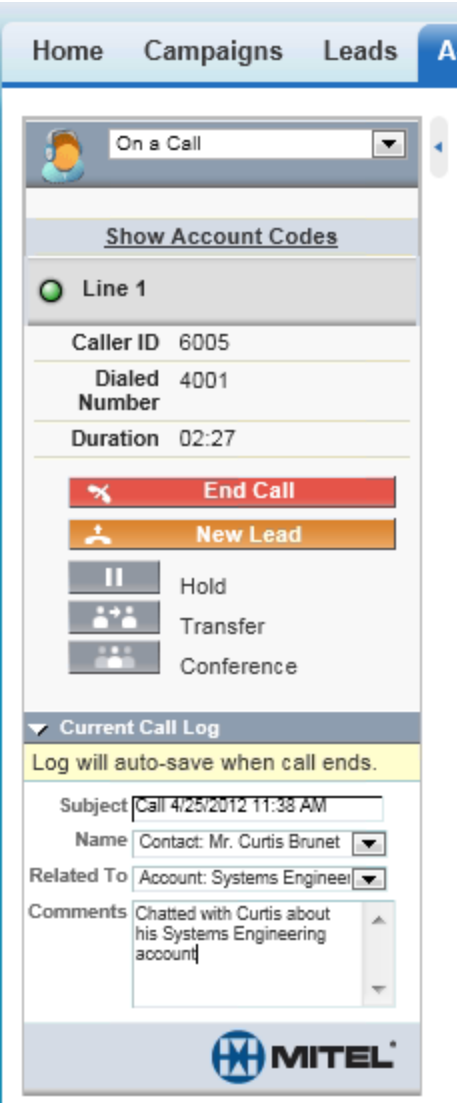 Home Campaigns Leads A
On a Call
Show Account Codes
Line 1
Caller ID 6005
Dialed Number 4001
Duration 02:27
End Call
New Lead
Hold
Transfer
Conference
Current Call Log
Log will auto-save when call ends.
Subject Call 4/25/2012 11:38 AM
Name Contact: Mr. Curtis Brunet
Related To Account: Systems Engineer
Comments Chatted with Curtis about
his Systems Engineering
account
MITEL